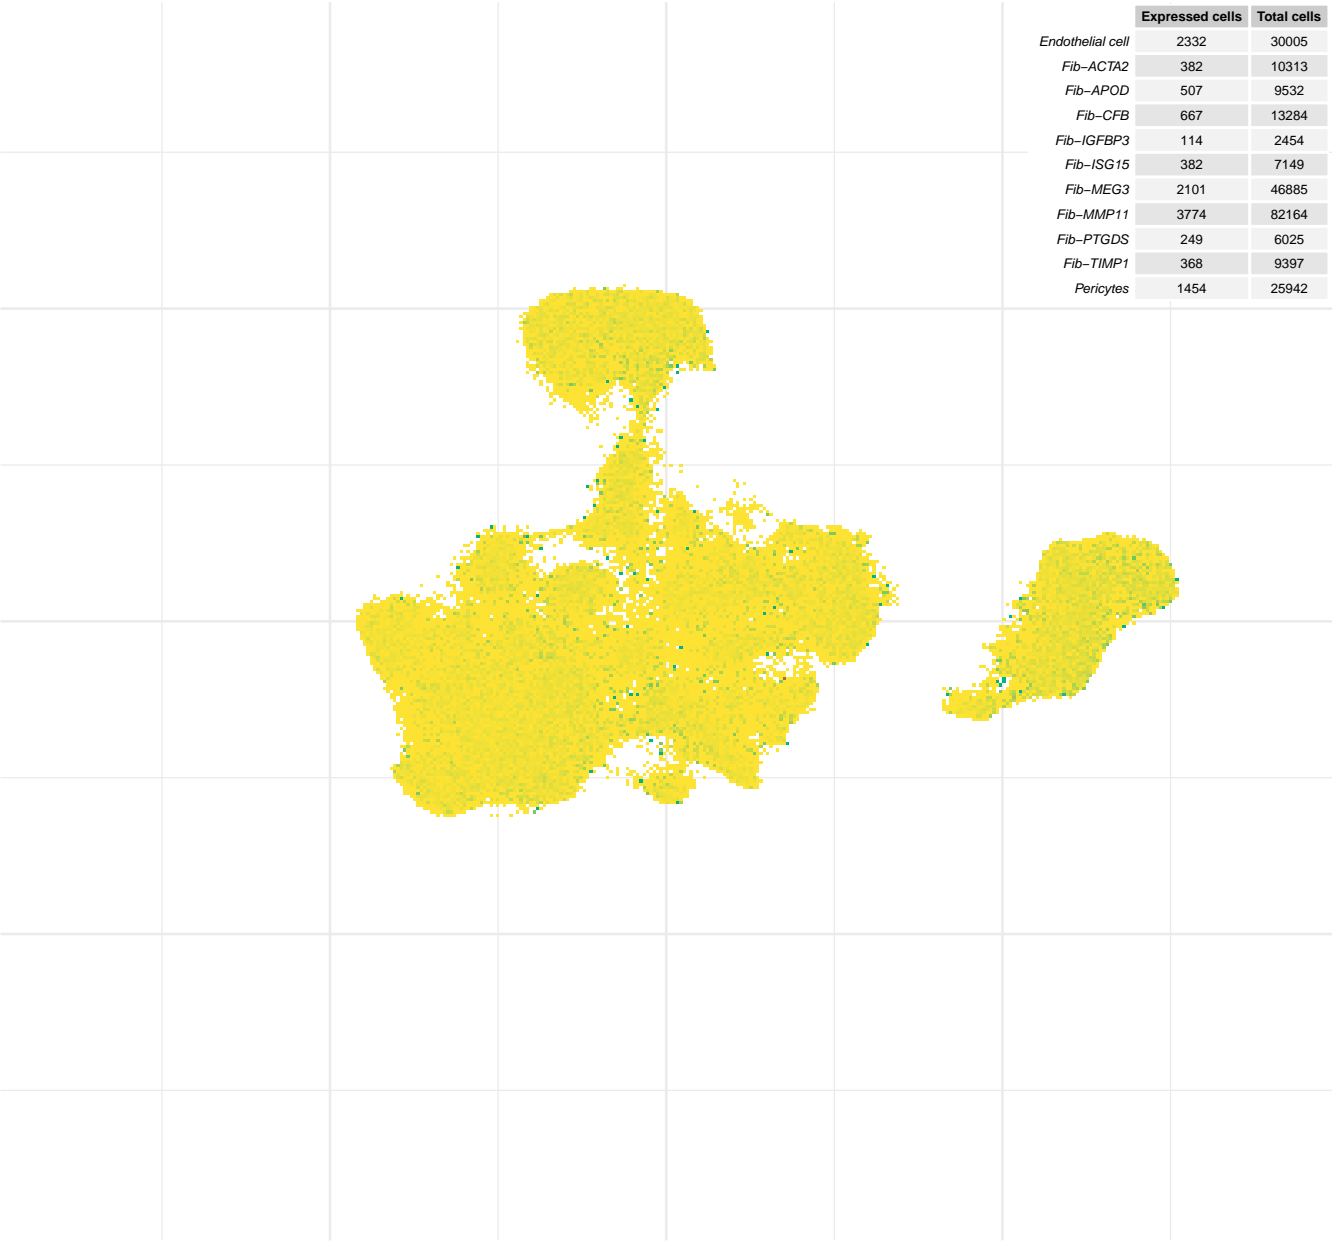 Expressed cells Total cells
Endothelial cell 2332 30005
Fib−ACTA2 382 10313
Fib−APOD 507 9532
Fib−CFB 667 13284
Fib−IGFBP3 114 2454
Fib−ISG15 382 7149
Fib−MEG3 2101 46885
Fib−MMP11 3774 82164
Fib−PTGDS 249 6025
Fib−TIMP1 368 9397
Pericytes 1454 25942